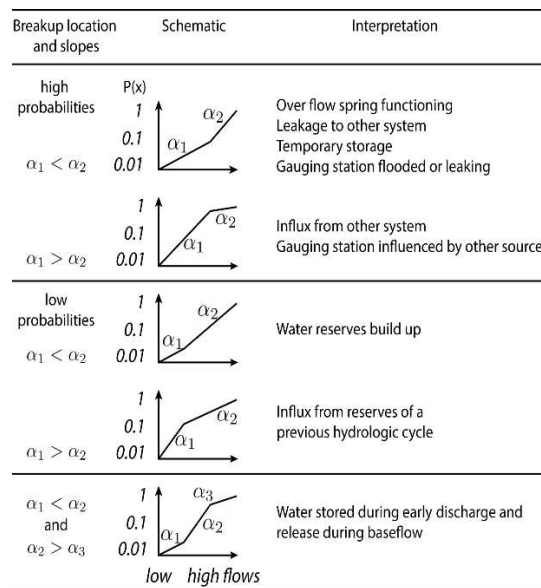 Breakup location and slopes Schematic Interpretation
high probabilities
α1 < α2
P(x)
1
0.1
0.01
α1
α2
Over flow spring functioning
Leakage to other system
Temporary storage
Gauging station flooded or leaking
α1 > α2
1
0.1
0.01
α1
α2
Influx from other system
Gauging station influenced by other source
low probabilities
α1 < α2
1
0.1
0.01
α1
α2
Water reserves build up
α1 > α2
1
0.1
0.01
α1
α2
Influx from reserves of a
previous hydrologic cycle
α1 < α2
and
α2 > α3
1
0.1
0.01
α1
α3
α2
Water stored during early discharge and
release during baseflow
low high flows